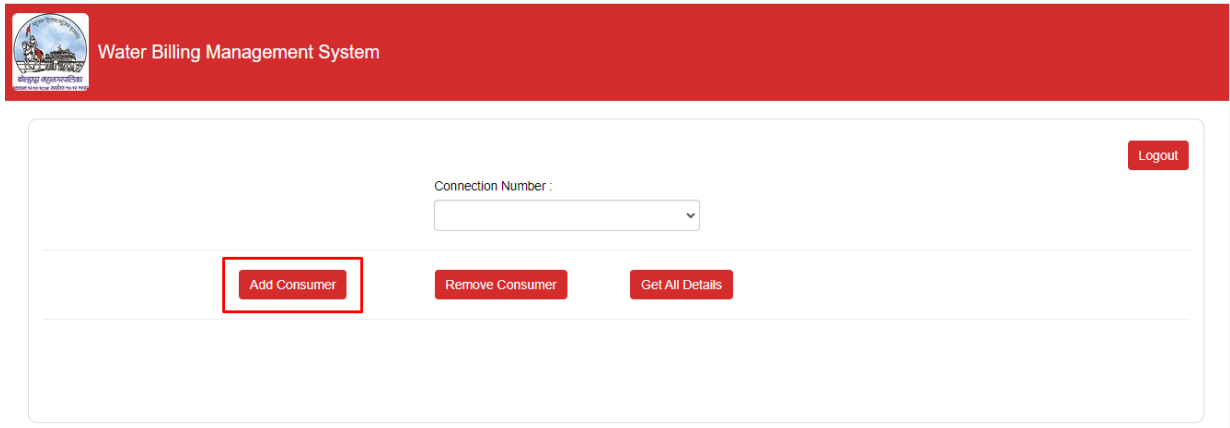 कोल्हापूर महानगरपालिका
Water Billing Management System
Logout
Connection Number :
Add Consumer
Remove Consumer
Get All Details